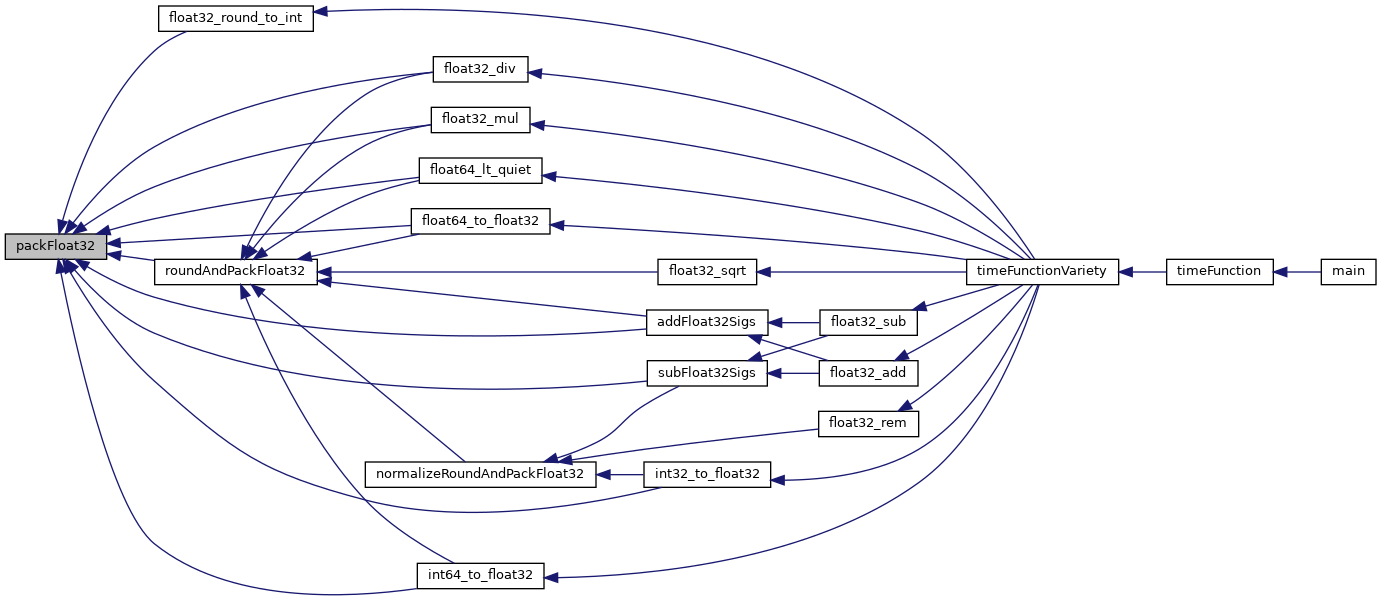 float32_round_to_int
float32_div
float32_mul
float64_lt_quiet
float64_to_float32
packFloat32
roundAndPackFloat32
float32_sqrt
timeFunctionVariety
timeFunction
main
addFloat32Sigs
float32_sub
subFloat32Sigs
float32_add
float32_rem
normalizeRoundAndPackFloat32
int32_to_float32
int64_to_float32